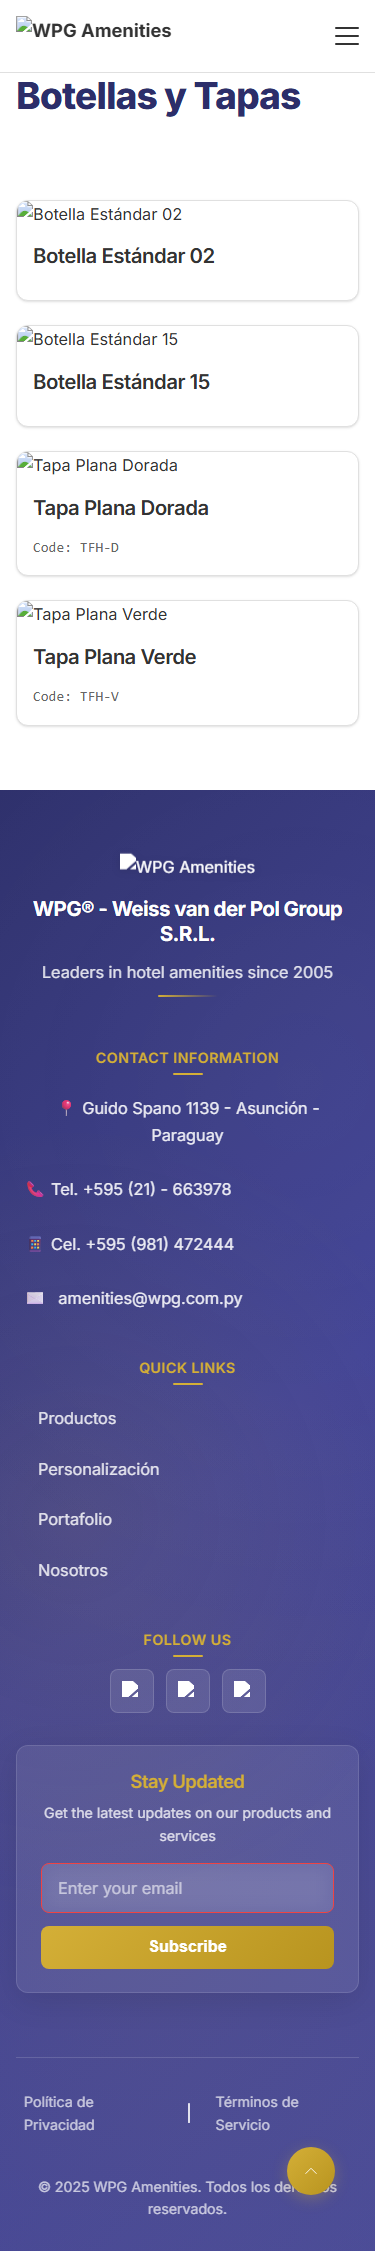 WPG Amenities
Botellas y Tapas
Botella Estándar 02
Botella Estándar 02
Botella Estándar 15
Botella Estándar 15
Tapa Plana Dorada
Tapa Plana Dorada
Code: TFH-D
Tapa Plana Verde
Tapa Plana Verde
Code: TFH-V
WPG Amenities
WPG® - Weiss van der Pol Group
S.R.L.
Leaders in hotel amenities since 2005
CONTACT INFORMATION
Guido Spano 1139 - Asunción -
Paraguay
Tel. +595 (21) - 663978
Cel. +595 (981) 472444
amenities@wpg.com.py
QUICK LINKS
Productos
Personalización
Portafolio
Nosotros
FOLLOW US
Stay Updated
Get the latest updates on our products and
services
Enter your email
Subscribe
Política de
Privacidad
Términos de
Servicio
© 2025 WPG Amenities. Todos los derechos
reservados.